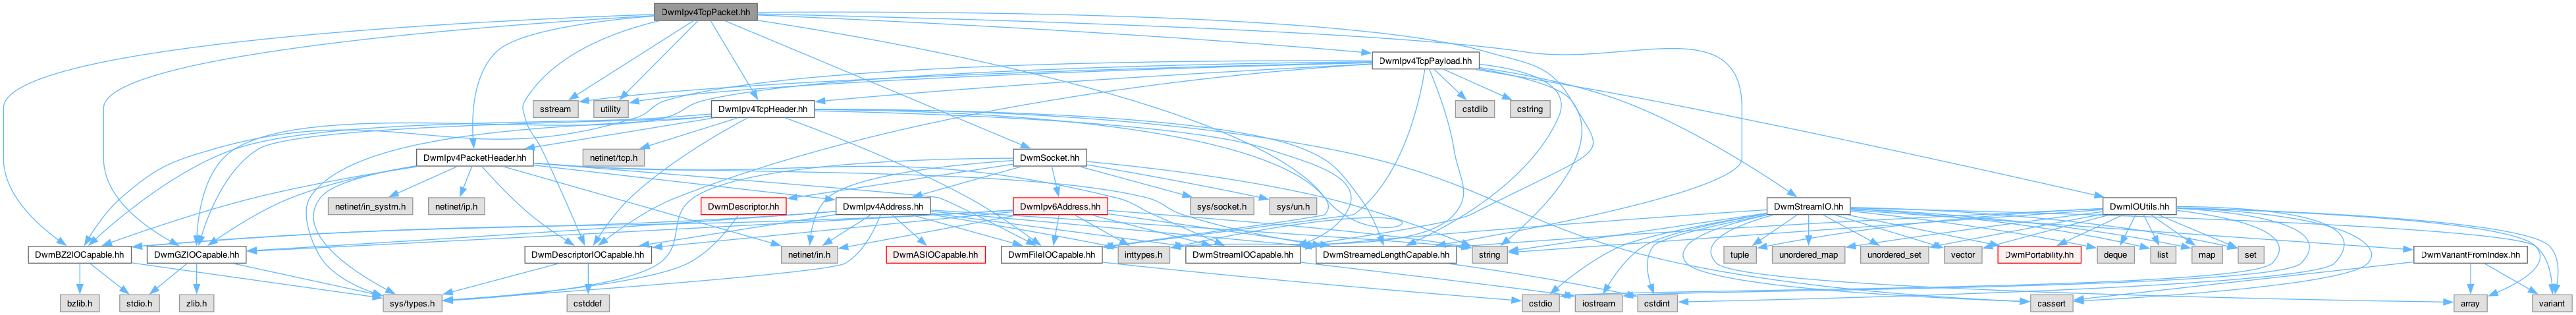 DwmIpv4TcpPacket.hh
DwmIpv4TcpPayload.hh
sstream
utility
DwmIpv4TcpHeader.hh
cstdlib
cstring
DwmIpv4PacketHeader.hh
netinet/tcp.h
DwmSocket.hh
netinet/in_systm.h
netinet/ip.h
DwmDescriptor.hh
DwmIpv4Address.hh
DwmIpv6Address.hh
sys/socket.h
sys/un.h
DwmStreamIO.hh
DwmIOUtils.hh
DwmBZ2IOCapable.hh
DwmGZIOCapable.hh
DwmDescriptorIOCapable.hh
netinet/in.h
DwmASIOCapable.hh
DwmFileIOCapable.hh
inttypes.h
DwmStreamIOCapable.hh
DwmStreamedLengthCapable.hh
string
tuple
unordered_map
unordered_set
vector
DwmPortability.hh
deque
list
map
set
DwmVariantFromIndex.hh
bzlib.h
stdio.h
zlib.h
sys/types.h
cstddef
cstdio
iostream
cstdint
cassert
array
variant